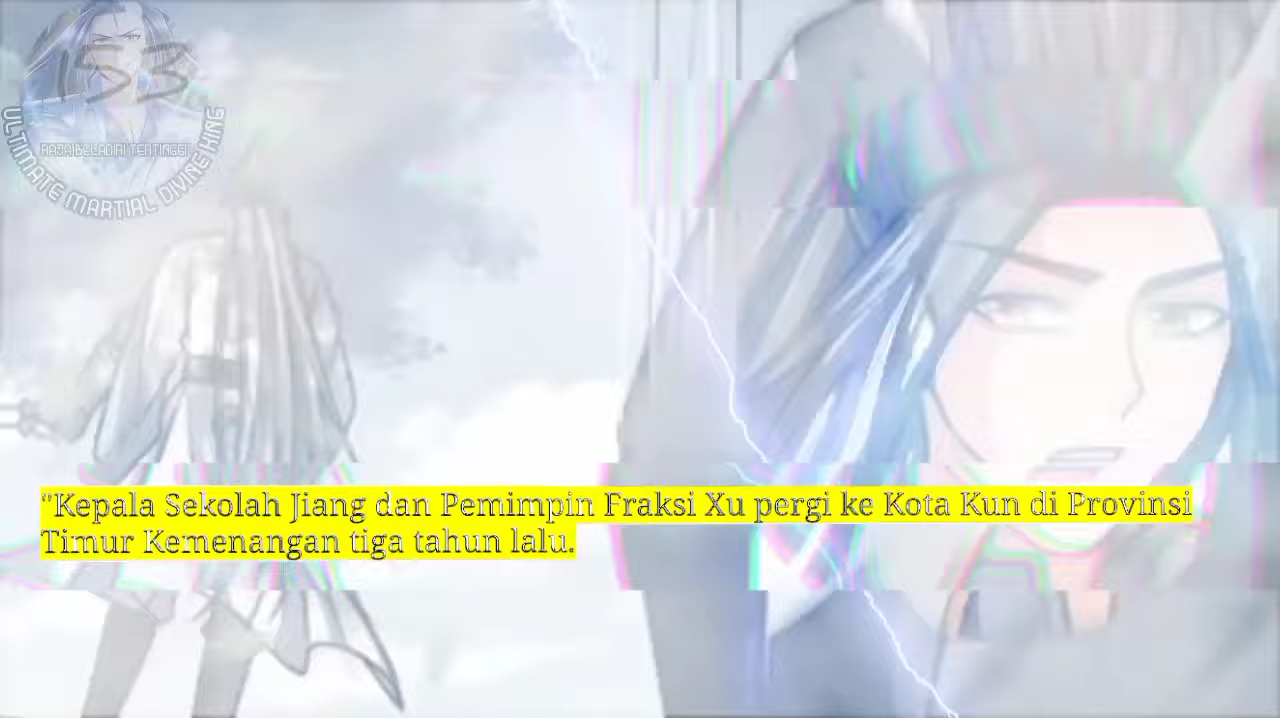 153
ULTIMATE MARTIAL DIVINE KING
RAJA BELADIRI TERTINGGI
"Kepala Sekolah Jiang dan Pemimpin Fraksi Xu pergi ke Kota Kun di Provinsi
Timur Kemenangan tiga tahun lalu.